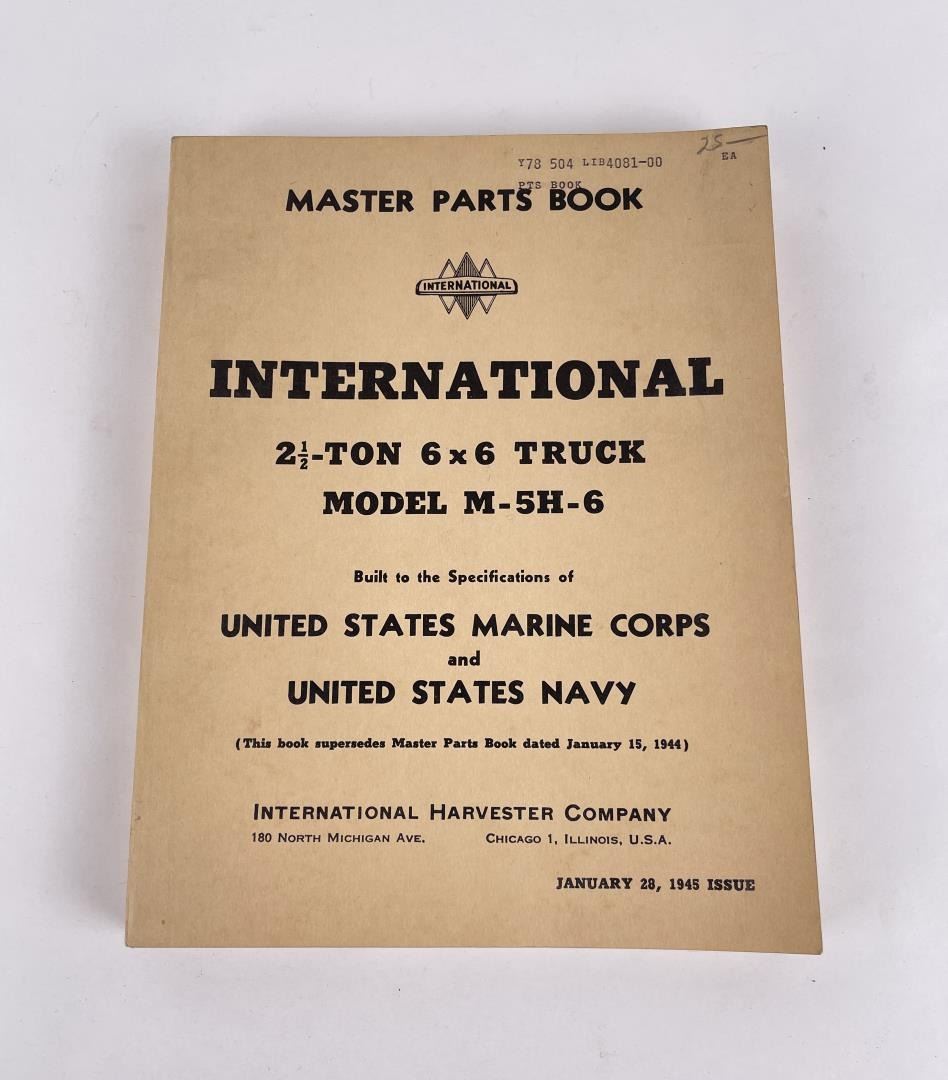 Y78 504 LIB4081-00
25—
EA
PTS BOOK
MASTER PARTS BOOK
INTERNATIONAL
INTERNATIONAL
2½-TON 6x6 TRUCK
MODEL M-5H-6
Built to the Specifications of
UNITED STATES MARINE CORPS
and
UNITED STATES NAVY
(This book supersedes Master Parts Book dated January 15, 1944)
INTERNATIONAL HARVESTER COMPANY
180 NORTH MICHIGAN AVE. CHICAGO 1, ILLINOIS, U.S.A.
JANUARY 28, 1945 ISSUE